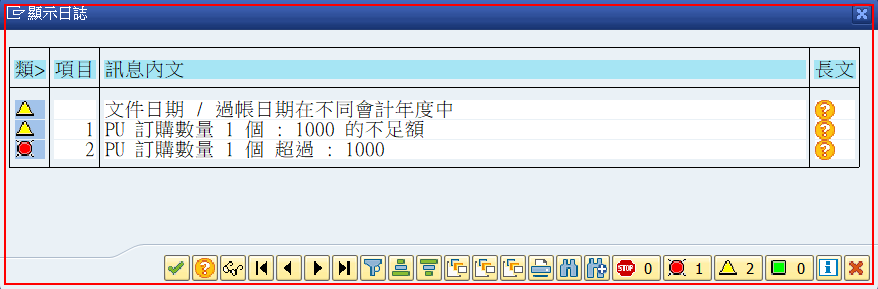 顯示日誌
類> 項目 訊息內文 長文
文件日期 / 過帳日期在不同會計年度中
1 PU 訂購數量 1 個 : 1000 的不足額
2 PU 訂購數量 1 個 超過 : 1000
STOP 0 1 2 0